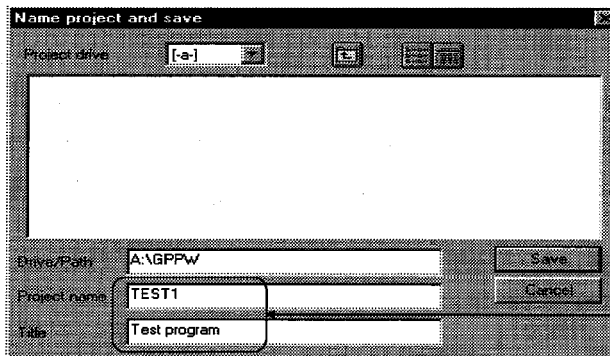 Name project and save
Project drive [-a-]
Drive/Path A:\GPPW Save
Project name TEST1 Cancel
Title Test program